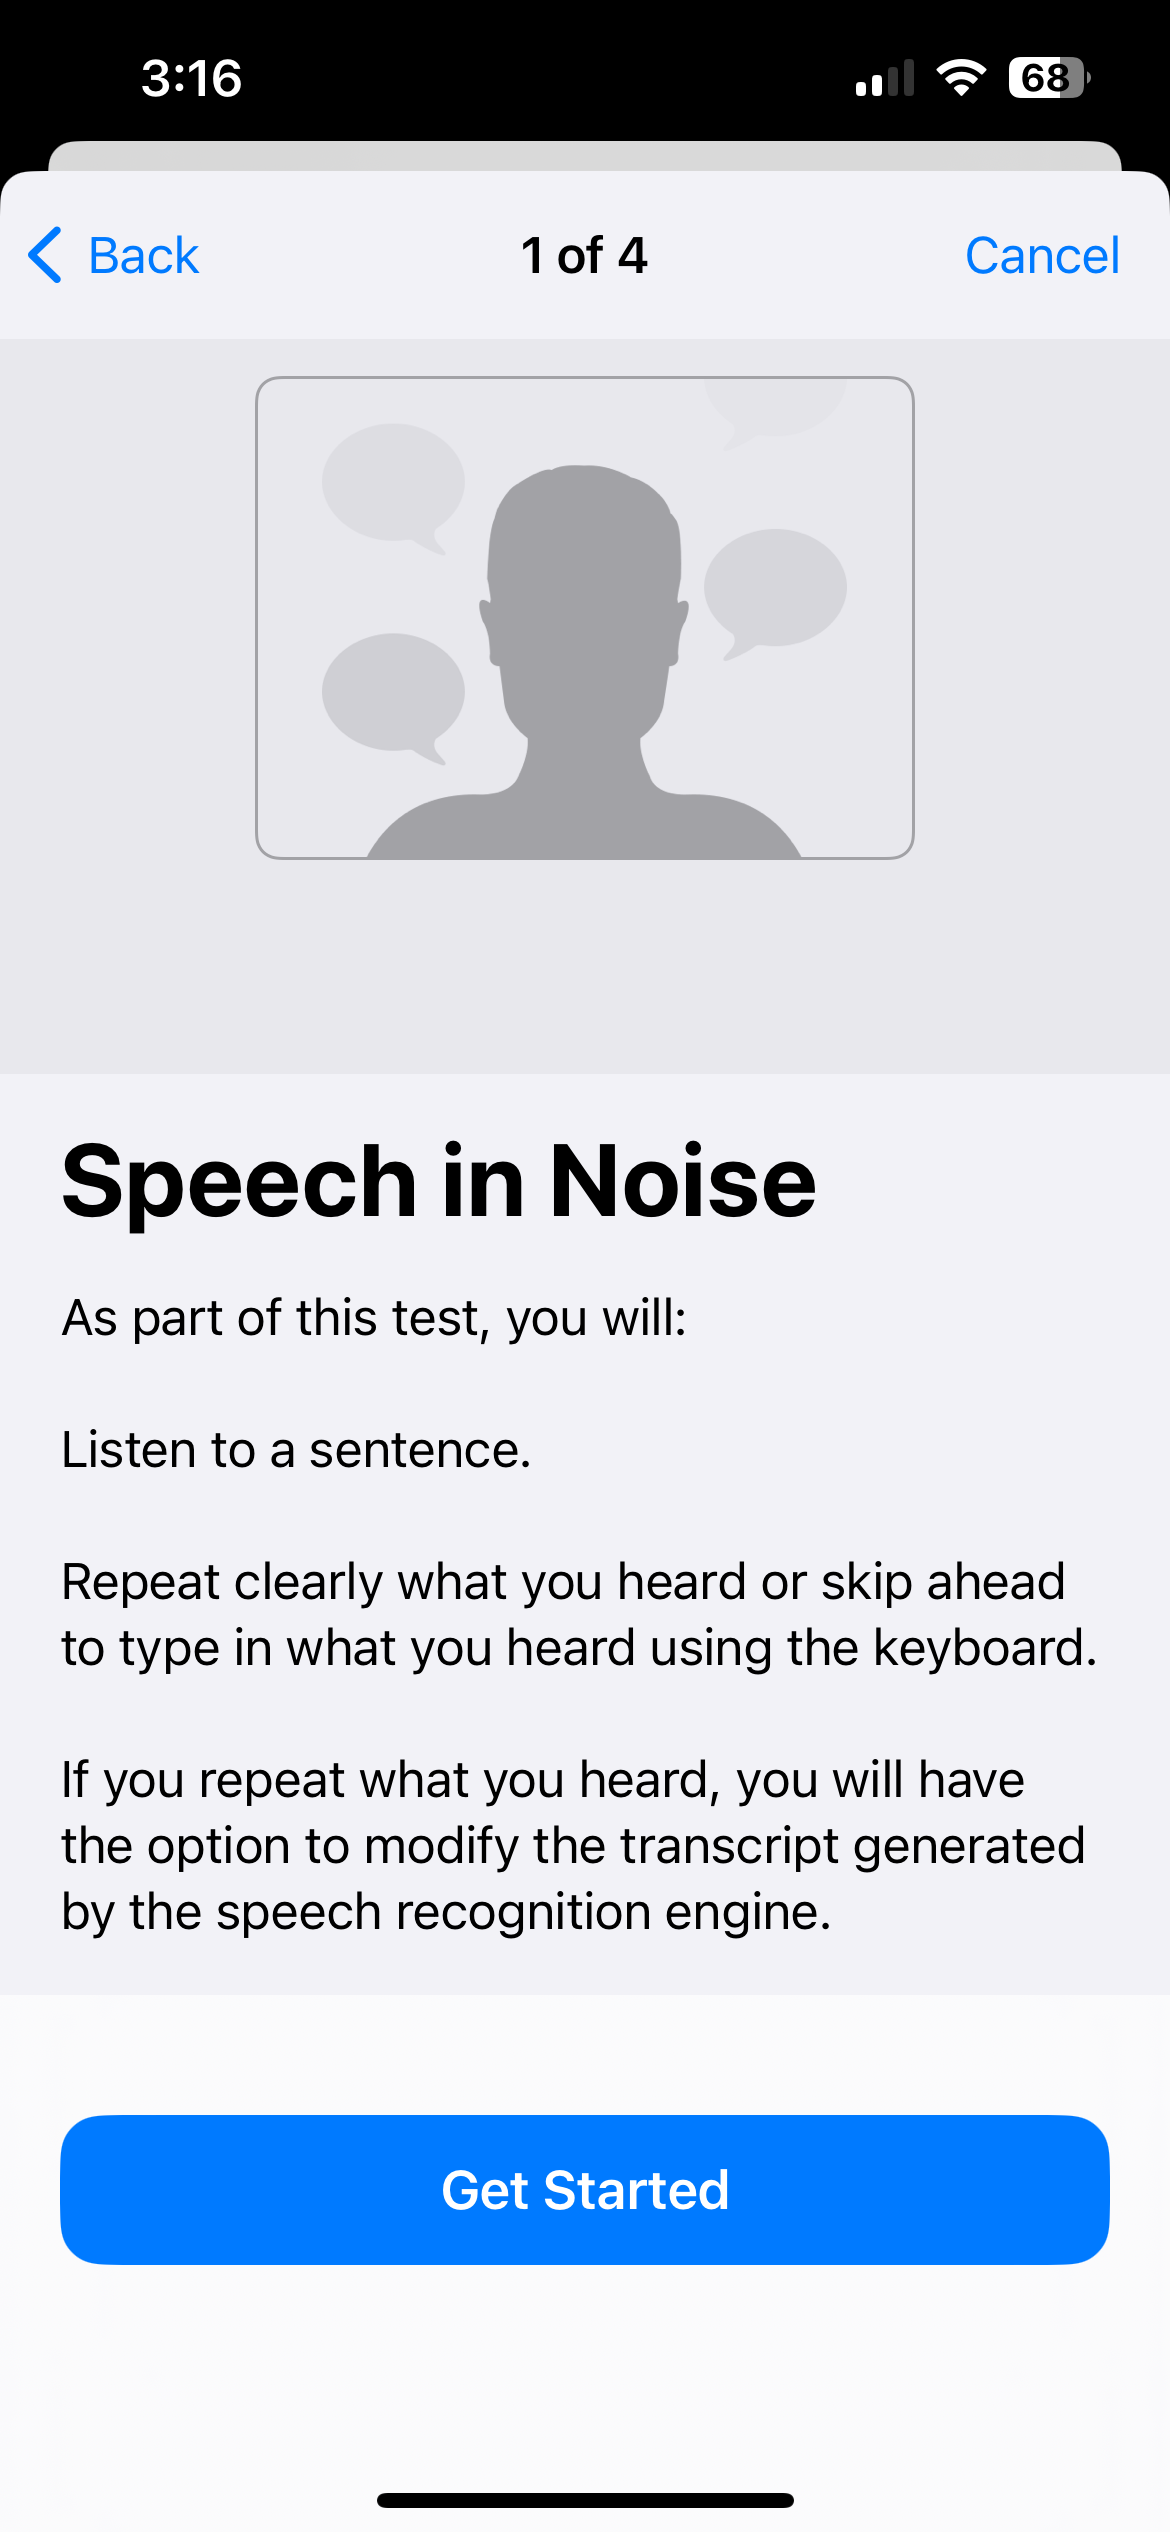 3:16
68
Back
1 of 4
Cancel
Speech in Noise
As part of this test, you will:
Listen to a sentence.
Repeat clearly what you heard or skip ahead
to type in what you heard using the keyboard.
If you repeat what you heard, you will have
the option to modify the transcript generated
by the speech recognition engine.
Get Started